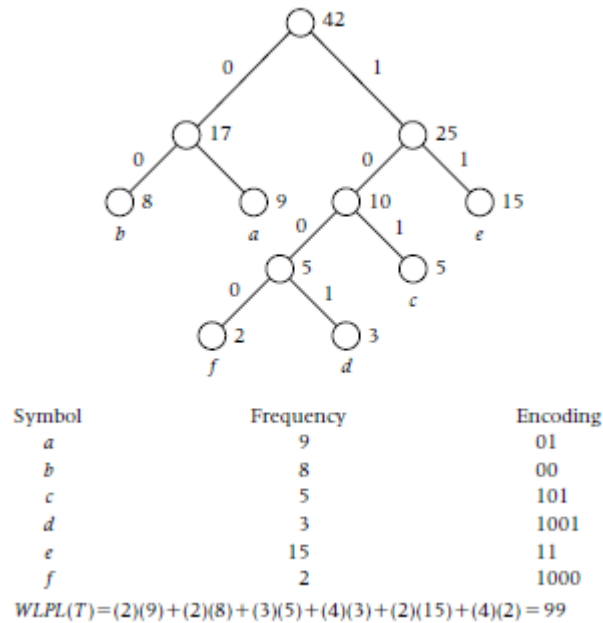 42
0 1
17 25
0 0 1
8 9 10 15
b a 0 1 e
5 5
0 1 c
2 3
f d
Symbol Frequency Encoding
a 9 01
b 8 00
c 5 101
d 3 1001
e 15 11
f 2 1000
WLPL(T)=(2)(9)+(2)(8)+(3)(5)+(4)(3)+(2)(15)+(4)(2)=99